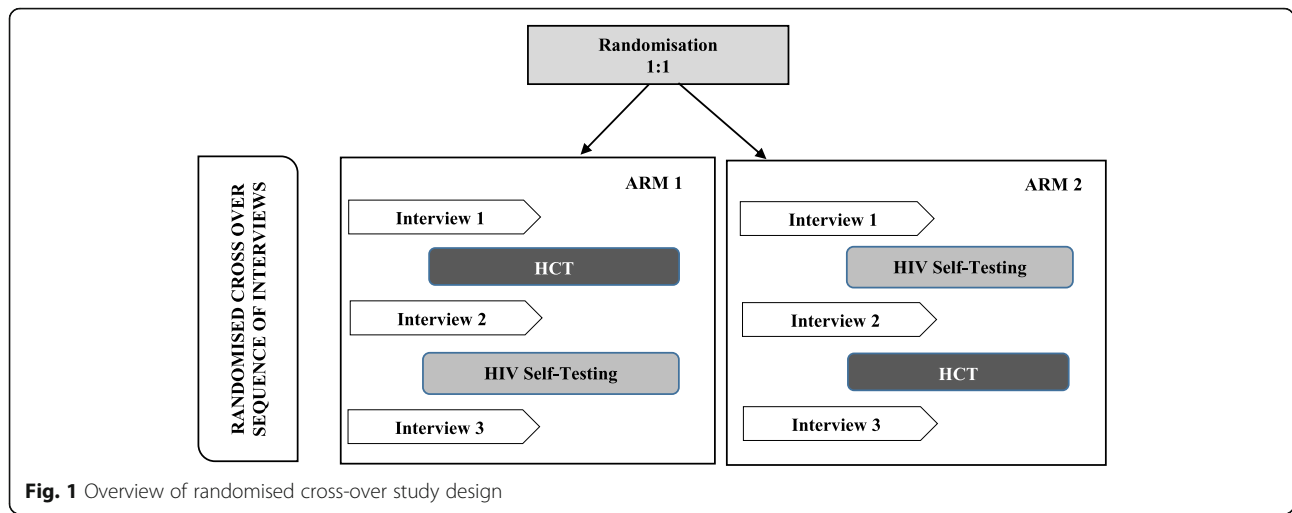 Randomisation
1:1
RANDOMISED CROSS OVER
SEQUENCE OF INTERVIEWS
ARM 1
Interview 1
HCT
Interview 2
HIV Self-Testing
Interview 3
ARM 2
Interview 1
HIV Self-Testing
Interview 2
HCT
Interview 3
Fig. 1 Overview of randomised cross-over study design